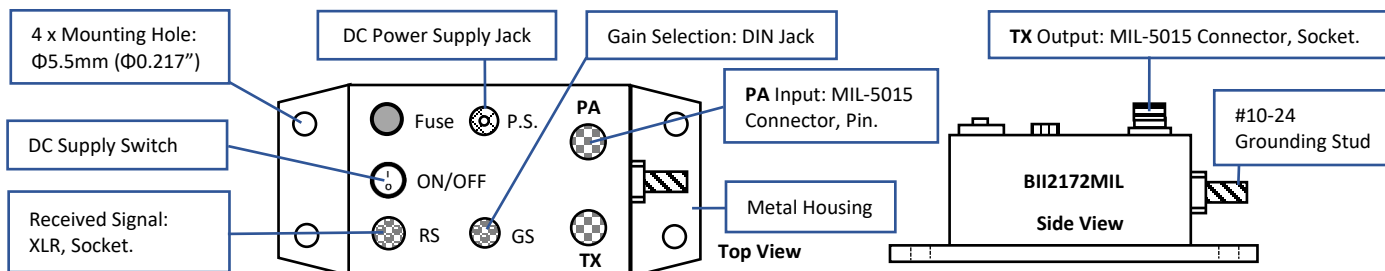 4 x Mounting Hole:
Φ5.5mm (Φ0.217”)
DC Power Supply Jack
Gain Selection: DIN Jack
TX Output: MIL-5015 Connector, Socket.
DC Supply Switch
Fuse
P.S.
PA
PA Input: MIL-5015
Connector, Pin.
#10-24
Grounding Stud
I
O
ON/OFF
BII2172MIL
Side View
Received Signal:
XLR, Socket.
RS
GS
TX
Metal Housing
Top View